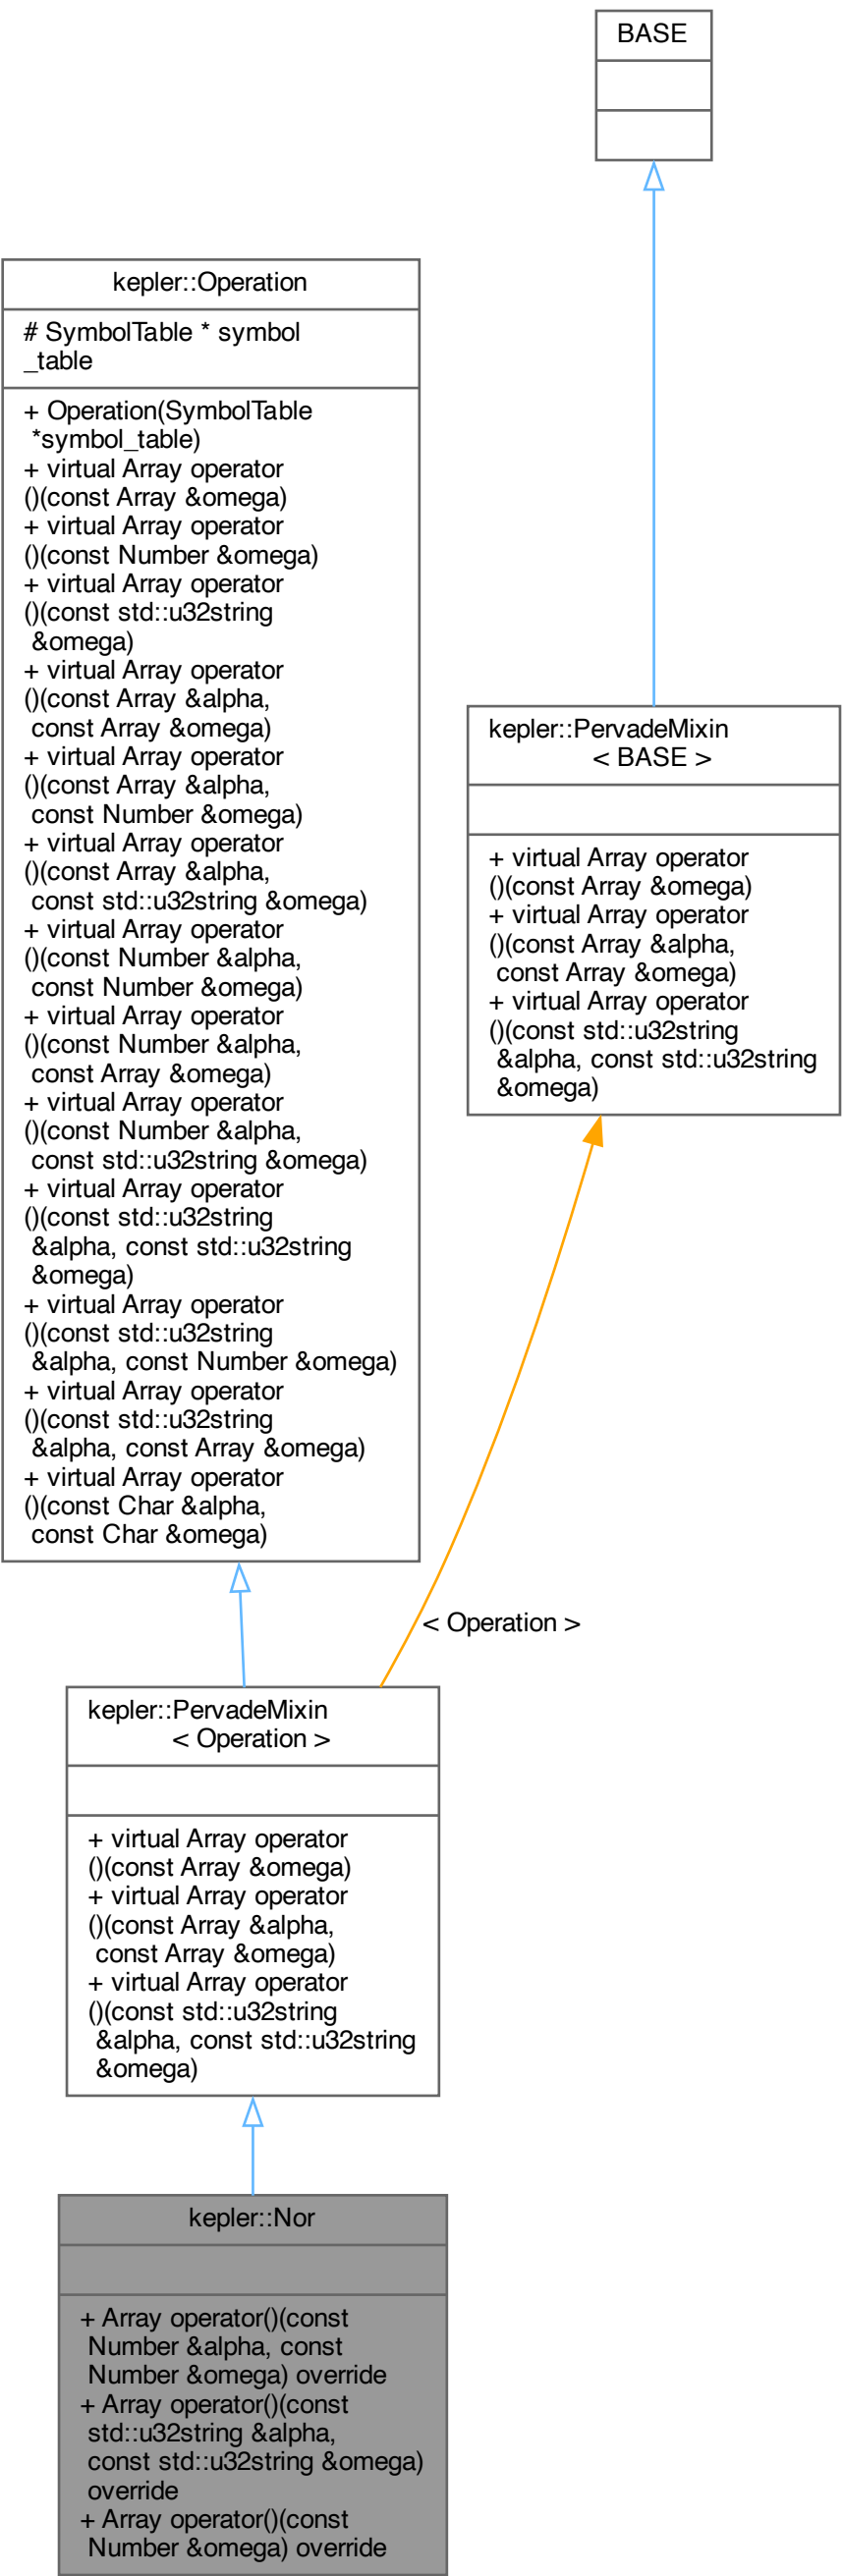 BASE
kepler::Operation
# SymbolTable * symbol
_table
+ Operation(SymbolTable
*symbol_table)
+ virtual Array operator
()(const Array &omega)
+ virtual Array operator
()(const Number &omega)
+ virtual Array operator
()(const std::u32string
&omega)
+ virtual Array operator
()(const Array &alpha,
const Array &omega)
+ virtual Array operator
()(const Array &alpha,
const Number &omega)
+ virtual Array operator
()(const Array &alpha,
const std::u32string &omega)
+ virtual Array operator
()(const Number &alpha,
const Number &omega)
+ virtual Array operator
()(const Number &alpha,
const Array &omega)
+ virtual Array operator
()(const Number &alpha,
const std::u32string &omega)
+ virtual Array operator
()(const std::u32string
&alpha, const std::u32string
&omega)
+ virtual Array operator
()(const std::u32string
&alpha, const Number &omega)
+ virtual Array operator
()(const std::u32string
&alpha, const Array &omega)
+ virtual Array operator
()(const Char &alpha,
const Char &omega)
kepler::PervadeMixin
< BASE >
+ virtual Array operator
()(const Array &omega)
+ virtual Array operator
()(const Array &alpha,
const Array &omega)
+ virtual Array operator
()(const std::u32string
&alpha, const std::u32string
&omega)
< Operation >
kepler::PervadeMixin
< Operation >
+ virtual Array operator
()(const Array &omega)
+ virtual Array operator
()(const Array &alpha,
const Array &omega)
+ virtual Array operator
()(const std::u32string
&alpha, const std::u32string
&omega)
kepler::Nor
+ Array operator()(const
Number &alpha, const
Number &omega) override
+ Array operator()(const
std::u32string &alpha,
const std::u32string &omega)
override
+ Array operator()(const
Number &omega) override